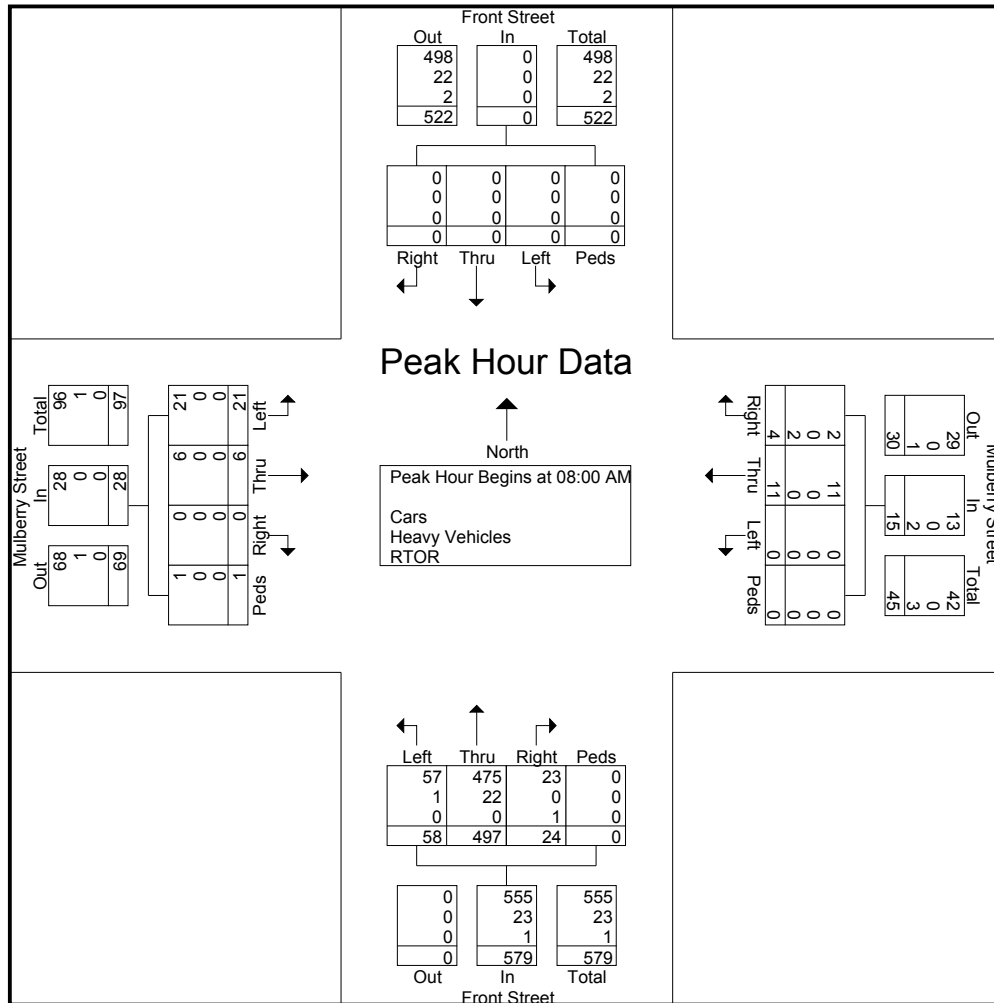 Front Street
Out In Total
498 0 498
22 0 22
2 0 2
522 0 522
0 0 0 0
0 0 0 0
0 0 0 0
0 0 0 0
Right Thru Left Peds
Peak Hour Data
North
Peak Hour Begins at 08:00 AM
Cars
Heavy Vehicles
RTOR
Mulberry Street
Total In Out
96 28 68
1 0 1
0 0 0
97 28 69
21 6 0 1
0 0 0 0
0 0 0 0
21 6 0 1
Left Thru Right Peds
Mulberry Street
Out In Total
29 13 42
0 0 0
1 2 3
30 15 45
2 11 0 0
0 0 0 0
2 0 0 0
4 11 0 0
Right Thru Left Peds
Left Thru Right Peds
57 475 23 0
1 22 0 0
0 0 1 0
58 497 24 0
0 555 555
0 23 23
0 1 1
0 579 579
Out In Total
Front Street